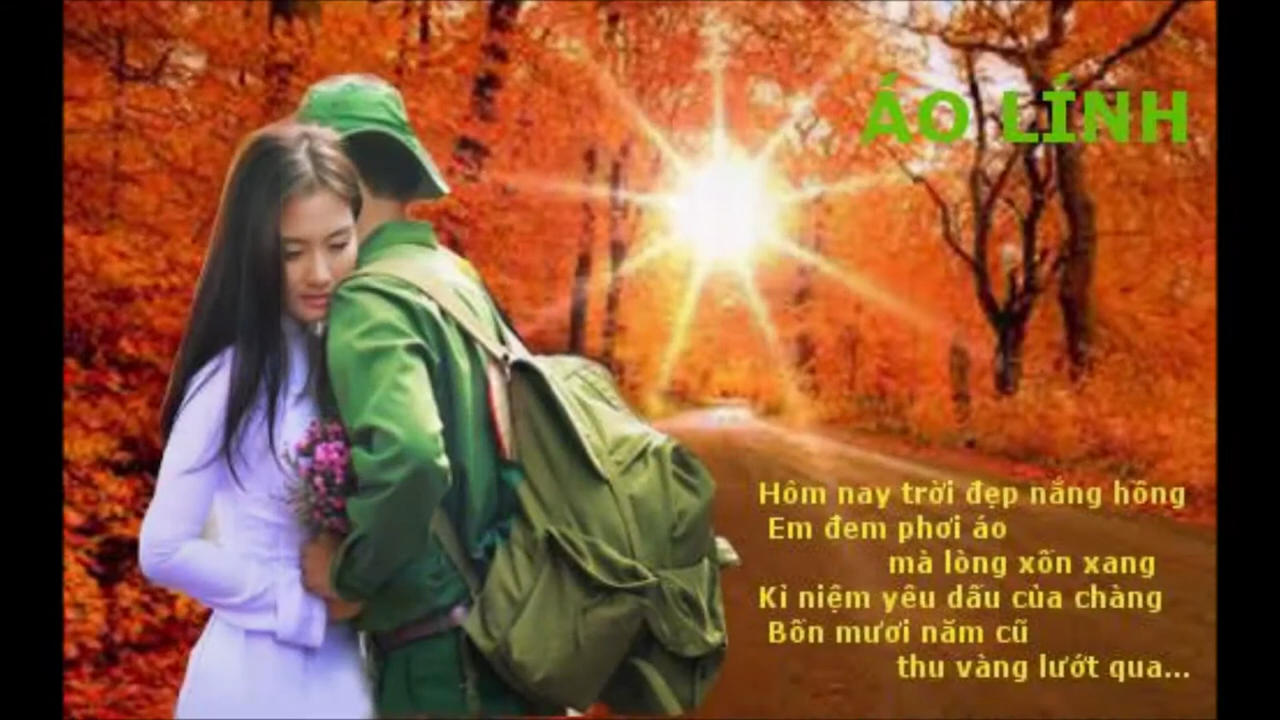 ÁO LÍNH
Hôm nay trời đẹp nắng hồng
Em đem phơi áo
mà lòng xốn xang
Kỉ niệm yêu dấu của chàng
Bốn mươi năm cũ
thu vàng lướt qua...